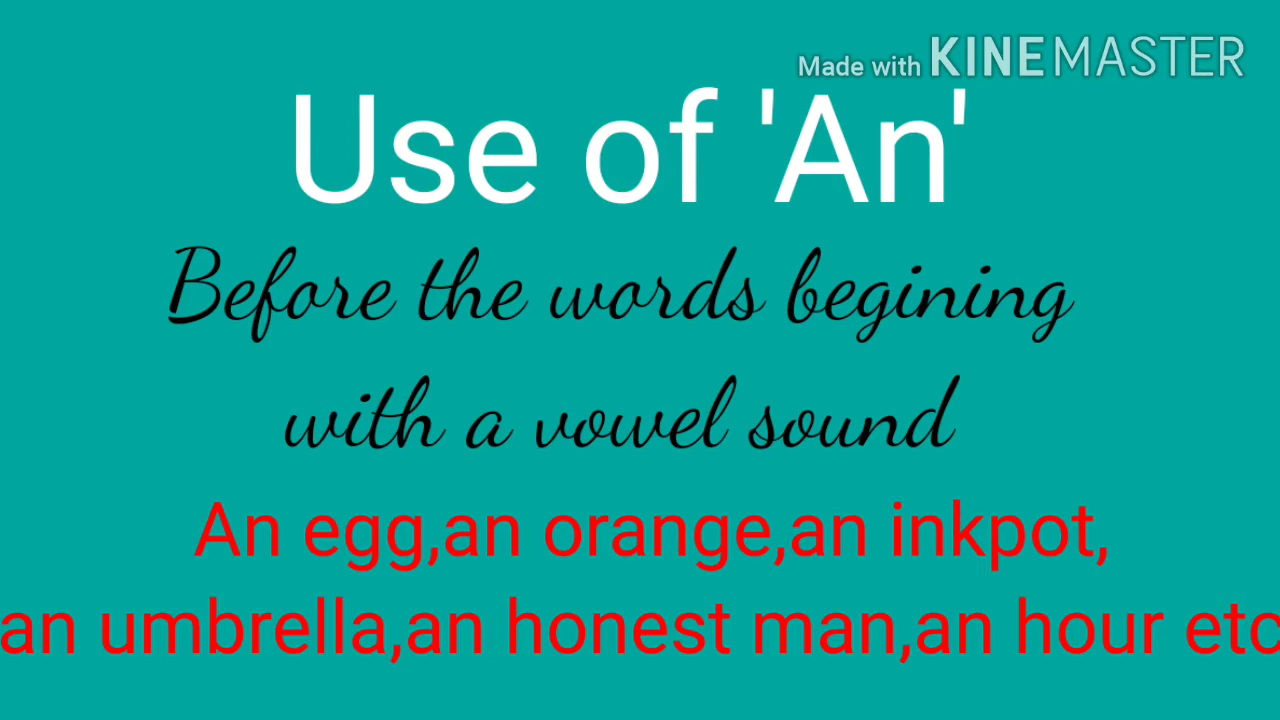 Made with KINEMASTER
Use of 'An'
Before the words begining
with a vowel sound
An egg,an orange,an inkpot,
an umbrella,an honest man,an hour etc